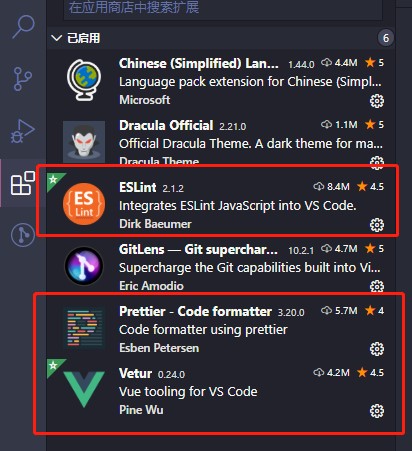 在应用商店中搜索扩展
已启用 6
Chinese (Simplified) Lan... 1.44.0 4.4M 5
Language pack extension for Chinese (Simpl...
Microsoft
Dracula Official 2.21.0 1.1M 5
Official Dracula Theme. A dark theme for ma...
Dracula Theme
ESLint 2.1.2 8.4M 4.5
ES
Lint
Integrates ESLint JavaScript into VS Code.
Dirk Baeumer
GitLens — Git superchar... 10.2.1 4.7M 5
Supercharge the Git capabilities built into Vi...
Eric Amodio
Prettier - Code formatter 3.20.0 5.7M 4
Code formatter using prettier
Esben Petersen
Vetur 0.24.0 4.2M 4.5
Vue tooling for VS Code
Pine Wu